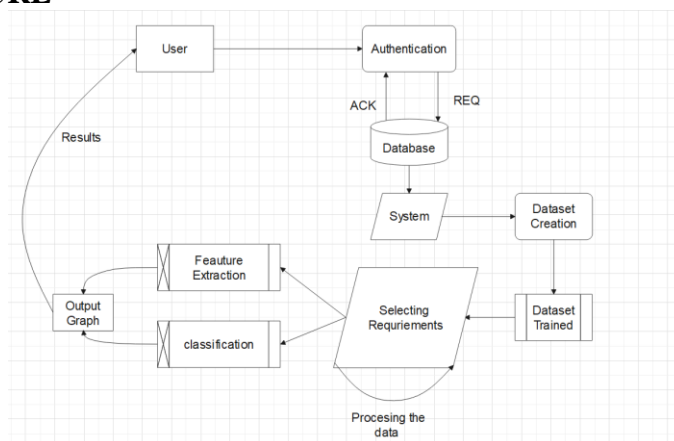 URE
User
Authentication
ACK
REQ
Results
Database
System
Dataset
Creation
Feauture
Extraction
Selecting
Requriements
Output
Graph
Dataset
Trained
classification
Procesing the
data